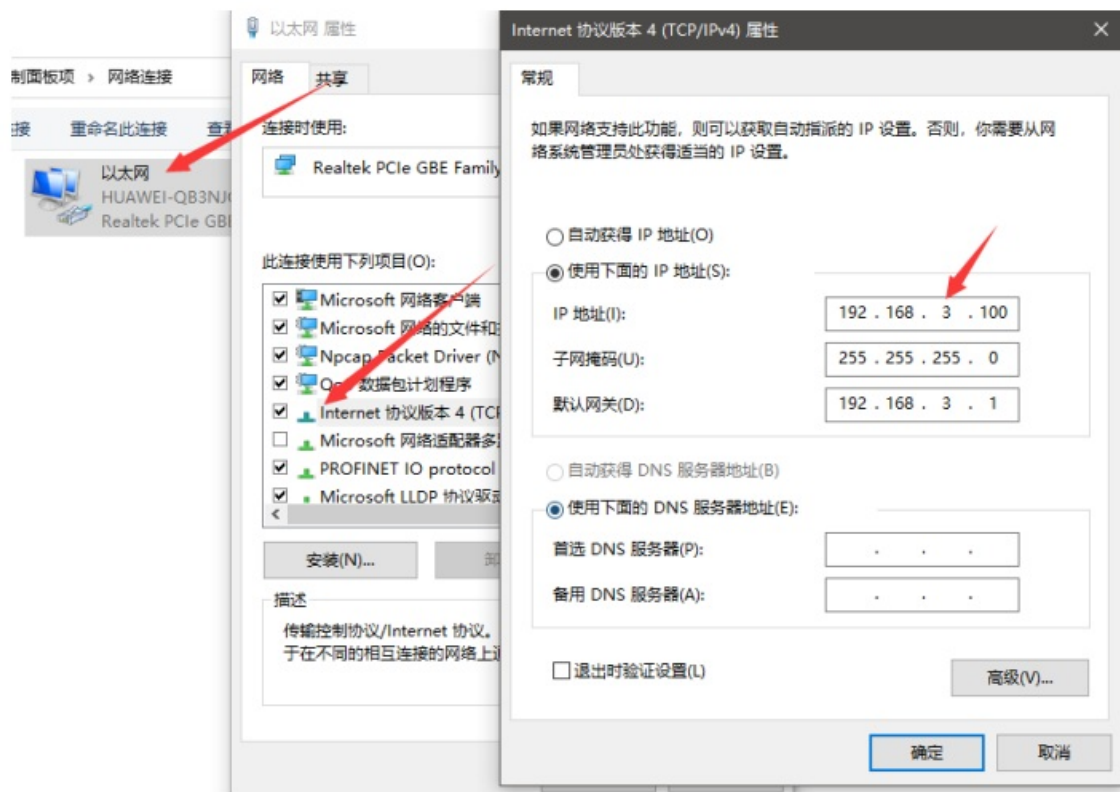 以太网 属性
Internet 协议版本 4 (TCP/IPv4) 属性
制面板项 › 网络连接
重命名此连接
以太网
HUAWEI-QB3NJ
Realtek PCIe GBE
网络
共享
连接时使用:
Realtek PCIe GBE Family
此连接使用下列项目(O):
Microsoft 网络客户端
Microsoft 网络的文件和
Npcap Packet Driver (N
QoS 数据包计划程序
Internet 协议版本 4 (TCP
Microsoft 网络适配器多
PROFINET IO protocol
Microsoft LLDP 协议驱动
安装(N)...
卸
描述
传输控制协议/Internet 协议。
于在不同的相互连接的网络上通
常规
如果网络支持此功能，则可以获取自动指派的 IP 设置。否则，你需要从网
络系统管理员处获得适当的 IP 设置。
自动获得 IP 地址(O)
使用下面的 IP 地址(S):
IP 地址(I): 192 . 168 . 3 . 100
子网掩码(U): 255 . 255 . 255 . 0
默认网关(D): 192 . 168 . 3 . 1
自动获得 DNS 服务器地址(B)
使用下面的 DNS 服务器地址(E):
首选 DNS 服务器(P): . . .
备用 DNS 服务器(A): . . .
退出时验证设置(L)
高级(V)...
确定
取消